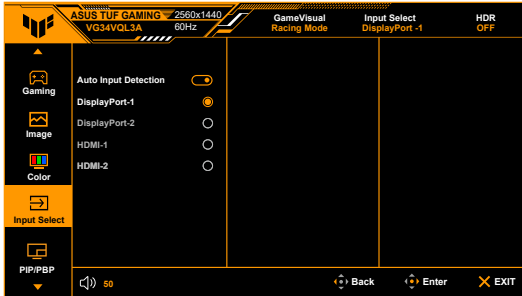 ASUS TUF GAMING
VG34VQL3A
2560x1440
60Hz
GameVisual
Racing Mode
Input Select
DisplayPort -1
HDR
OFF
Gaming
Image
Color
Input Select
PIP/PBP
Auto Input Detection
DisplayPort-1
DisplayPort-2
HDMI-1
HDMI-2
50
Back
Enter
EXIT